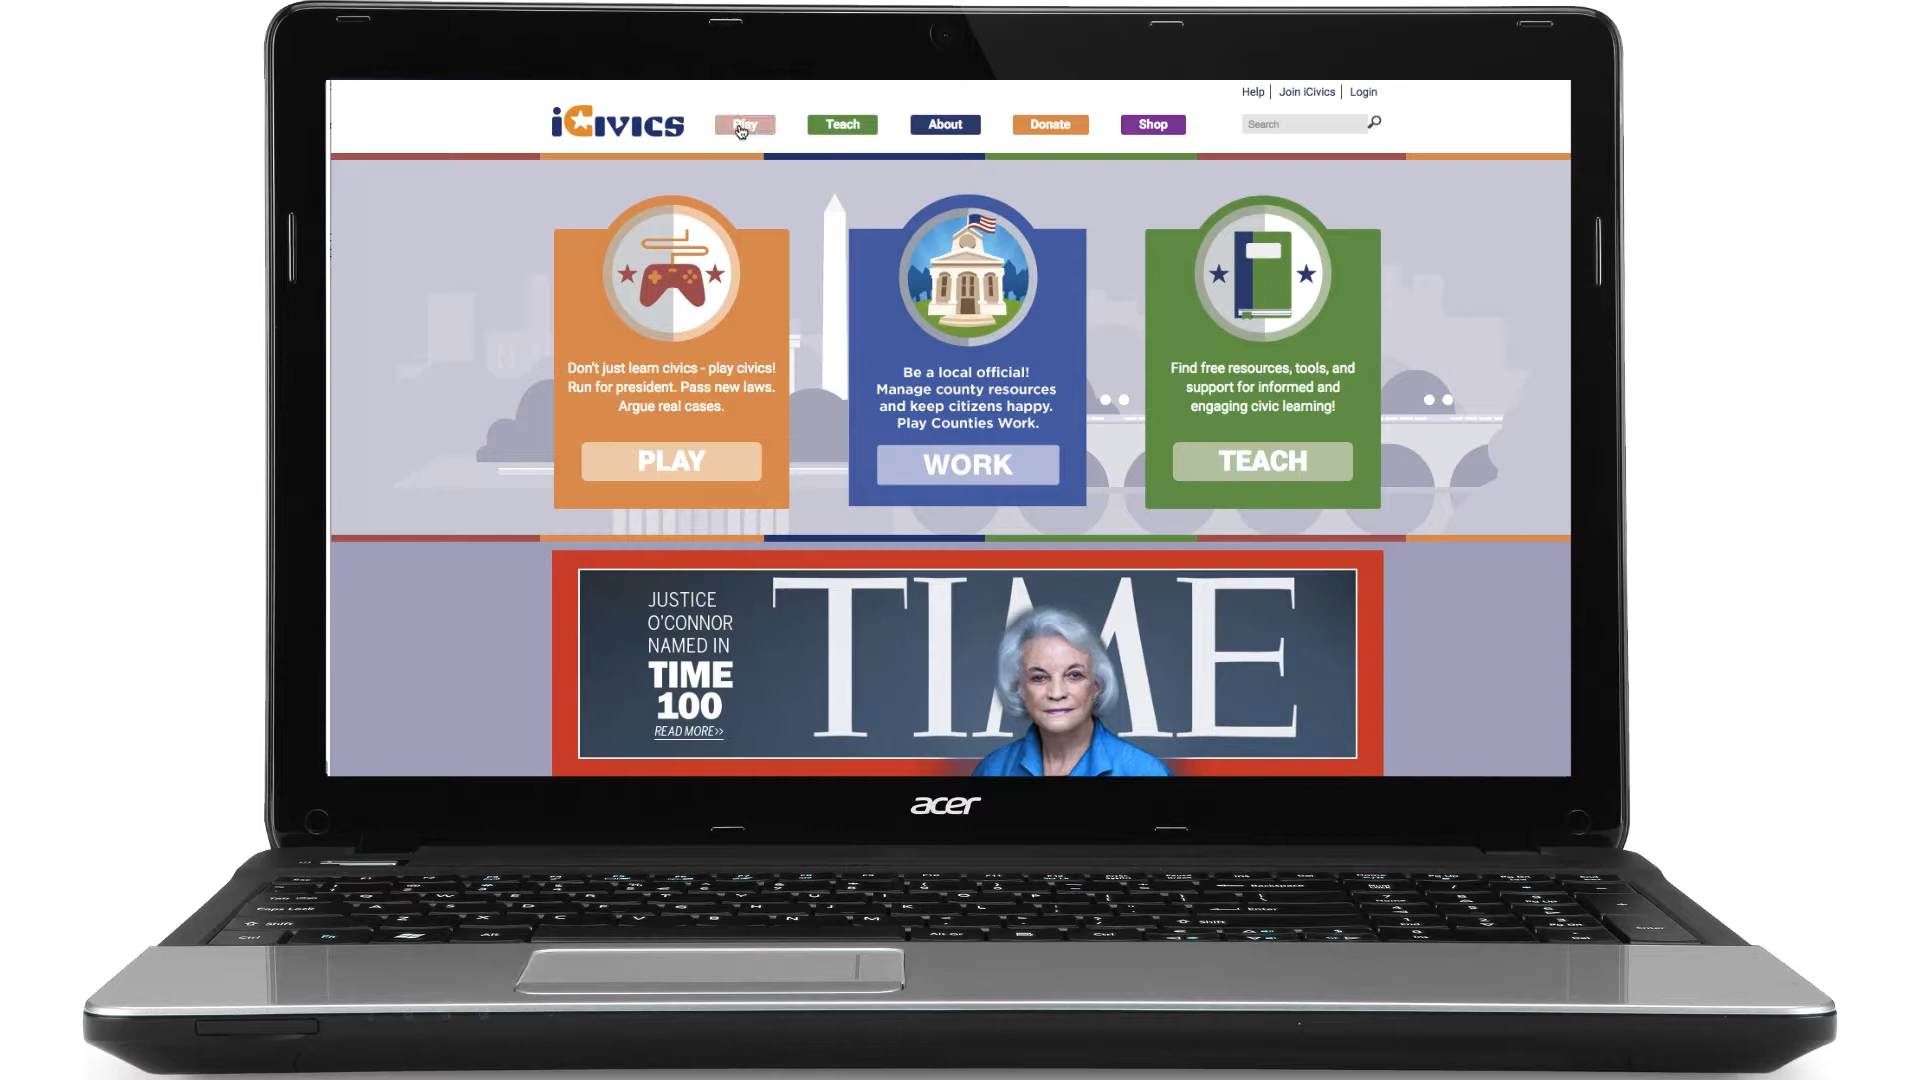 Help | Join iCivics | Login
iCivics
Play
Teach
About
Donate
Shop
Search
Don't just learn civics - play civics!
Run for president. Pass new laws.
Argue real cases.
PLAY
Be a local official!
Manage county resources
and keep citizens happy.
Play Counties Work.
WORK
Find free resources, tools, and
support for informed and
engaging civic learning!
TEACH
JUSTICE
O'CONNOR
NAMED IN
TIME
100
READ MORE>>
TIME
acer